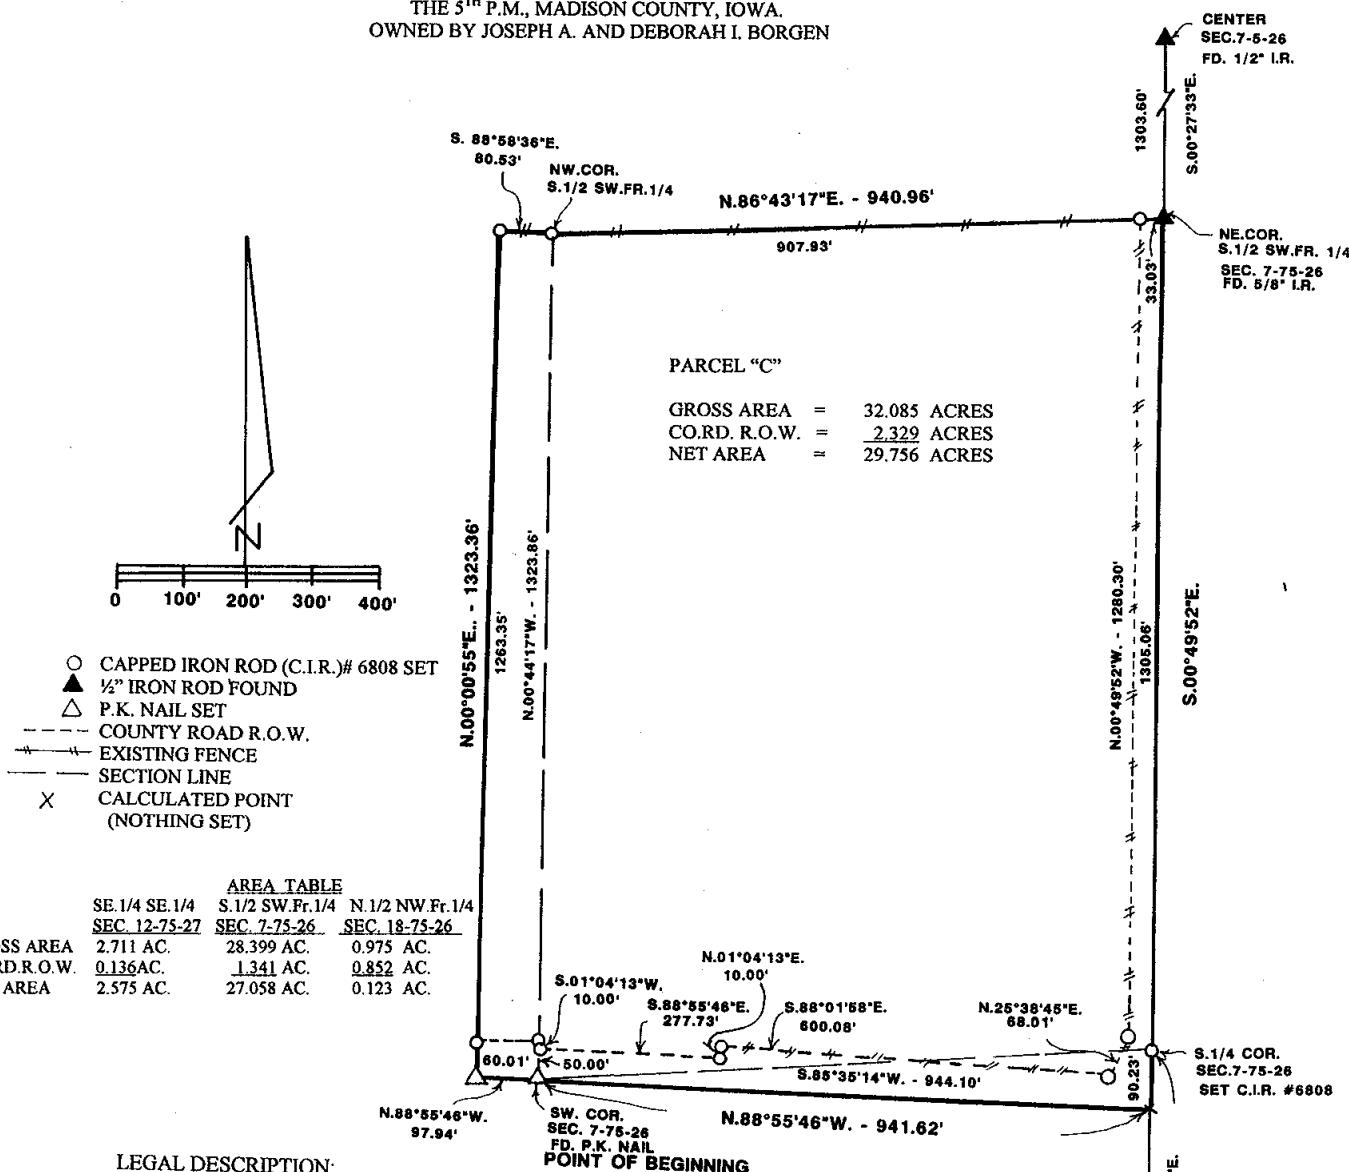 THE 5TH P.M., MADISON COUNTY, IOWA.
OWNED BY JOSEPH A. AND DEBORAH I. BORGEN
CENTER
SEC.7-5-26
FD. 1/2" I.R.
1303.60'
S.00°27'33"E.
S. 88°58'36"E.
80.53'
NW.COR.
S.1/2 SW.FR.1/4
N.86°43'17"E. - 940.96'
907.93'
NE.COR.
S.1/2 SW.FR. 1/4
SEC. 7-75-26
FD. 5/8" I.R.
33.03'
PARCEL "C"
GROSS AREA = 32.085 ACRES
CO.RD. R.O.W. = 2.329 ACRES
NET AREA = 29.756 ACRES
N
0 100' 200' 300' 400'
N.00°00'55"E.. - 1323.36'
1263.35'
N.00°44'17"W. - 1323.86'
N.00°49'52"W. - 1280.30'
1305.06'
S.00°49'52"E.
CAPPED IRON ROD (C.I.R.)# 6808 SET
½" IRON ROD FOUND
P.K. NAIL SET
COUNTY ROAD R.O.W.
EXISTING FENCE
SECTION LINE
CALCULATED POINT
(NOTHING SET)
AREA TABLE
SE.1/4 SE.1/4 S.1/2 SW.Fr.1/4 N.1/2 NW.Fr.1/4
SEC. 12-75-27 SEC. 7-75-26 SEC. 18-75-26
SS AREA 2.711 AC. 28.399 AC. 0.975 AC.
RD.R.O.W. 0.136AC. 1.341 AC. 0.852 AC.
AREA 2.575 AC. 27.058 AC. 0.123 AC.
S.01°04'13"W.
10.00'
N.01°04'13"E.
10.00'
S.88°55'46"E.
277.73'
S.88°01'58"E.
600.08'
N.25°38'45"E.
68.01'
60.01'
50.00'
S.85°35'14"W. - 944.10'
90.23'
S.1/4 COR.
SEC.7-75-26
SET C.I.R. #6808
N.88°55'46"W.
97.94'
SW. COR.
SEC. 7-75-26
FD. P.K. NAIL
POINT OF BEGINNING
N.88°55'46"W. - 941.62'
LEGAL DESCRIPTION:
"E.